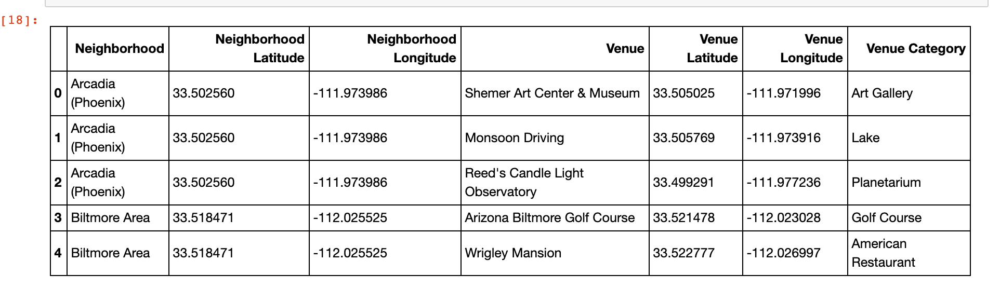 [18]:
Neighborhood Neighborhood Latitude Neighborhood Longitude Venue Venue Latitude Venue Longitude Venue Category
0 Arcadia (Phoenix) 33.502560 -111.973986 Shemer Art Center & Museum 33.505025 -111.971996 Art Gallery
1 Arcadia (Phoenix) 33.502560 -111.973986 Monsoon Driving 33.505769 -111.973916 Lake
2 Arcadia (Phoenix) 33.502560 -111.973986 Reed's Candle Light Observatory 33.499291 -111.977236 Planetarium
3 Biltmore Area 33.518471 -112.025525 Arizona Biltmore Golf Course 33.521478 -112.023028 Golf Course
4 Biltmore Area 33.518471 -112.025525 Wrigley Mansion 33.522777 -112.026997 American Restaurant